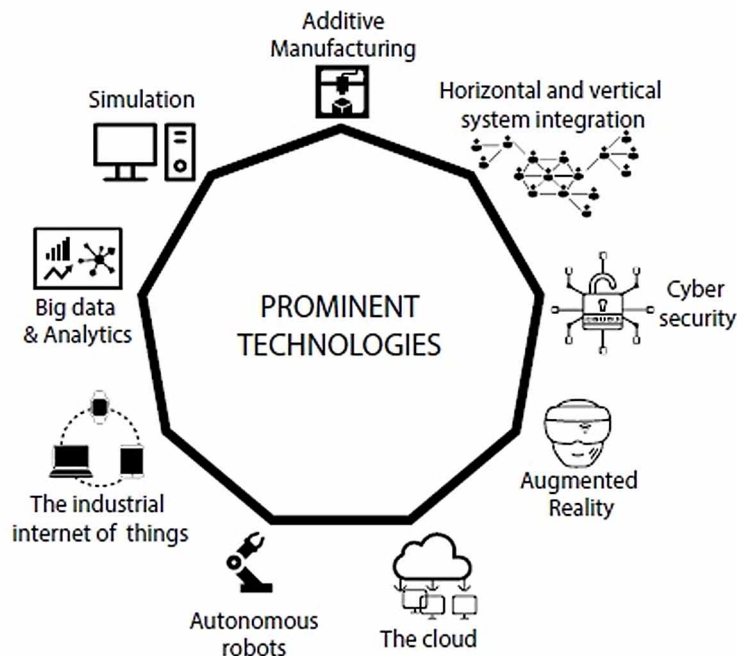 Additive
Manufacturing
Horizontal and vertical
system integration
Simulation
Cyber
security
Big data
& Analytics
PROMINENT
TECHNOLOGIES
Augmented
Reality
The industrial
internet of things
Autonomous
robots
The cloud